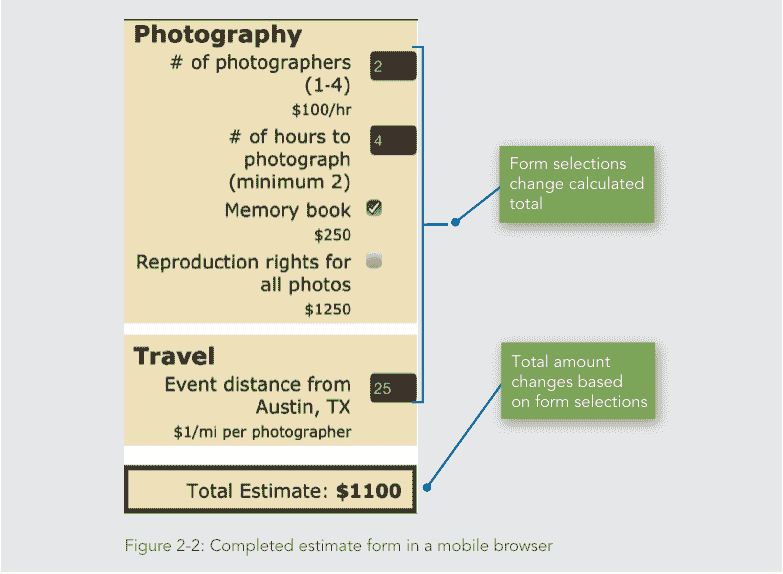 Photography
# of photographers
(1-4)
$100/hr
2
# of hours to
photograph
(minimum 2)
4
Memory book
$250
Reproduction rights for
all photos
$1250
Travel
Event distance from
Austin, TX
$1/mi per photographer
25
Total Estimate: $1100
Form selections
change calculated
total
Total amount
changes based
on form selections
Figure 2-2: Completed estimate form in a mobile browser